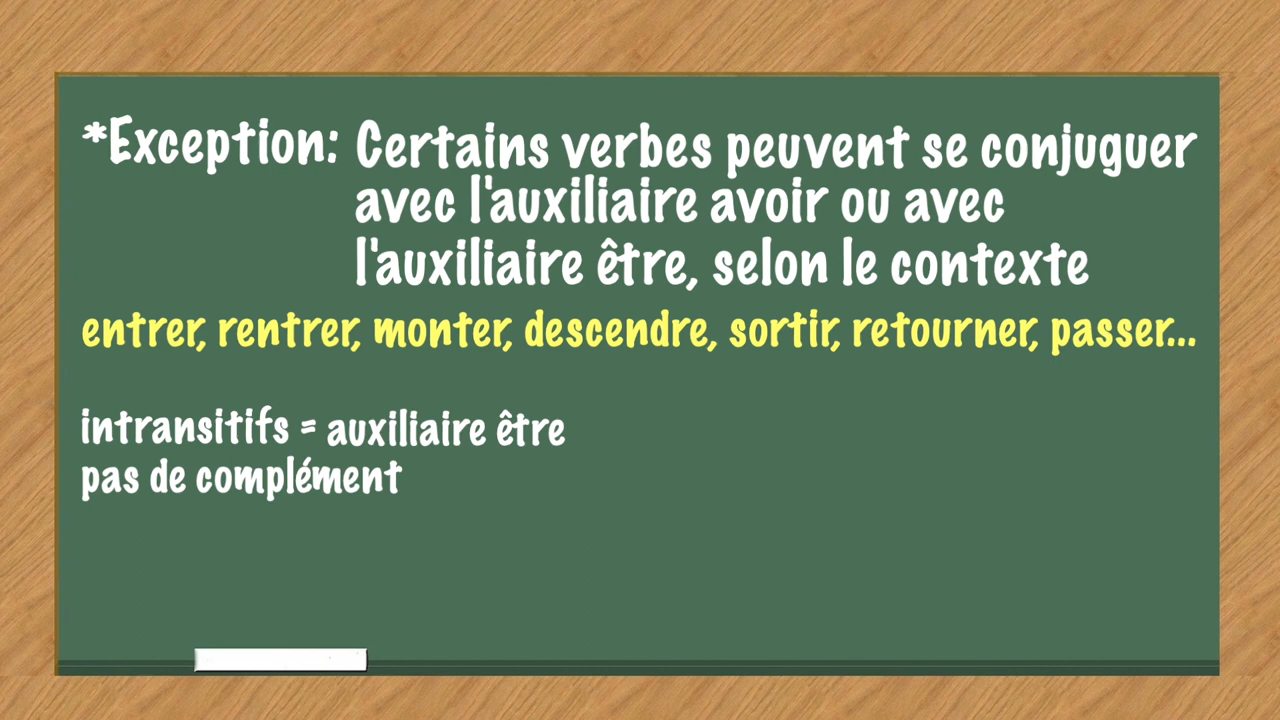 *Exception: Certains verbes peuvent se conjuguer
avec l'auxiliaire avoir ou avec
l'auxiliaire être, selon le contexte
entrer, rentrer, monter, descendre, sortir, retourner, passer...
intransitifs = auxiliaire être
pas de complément